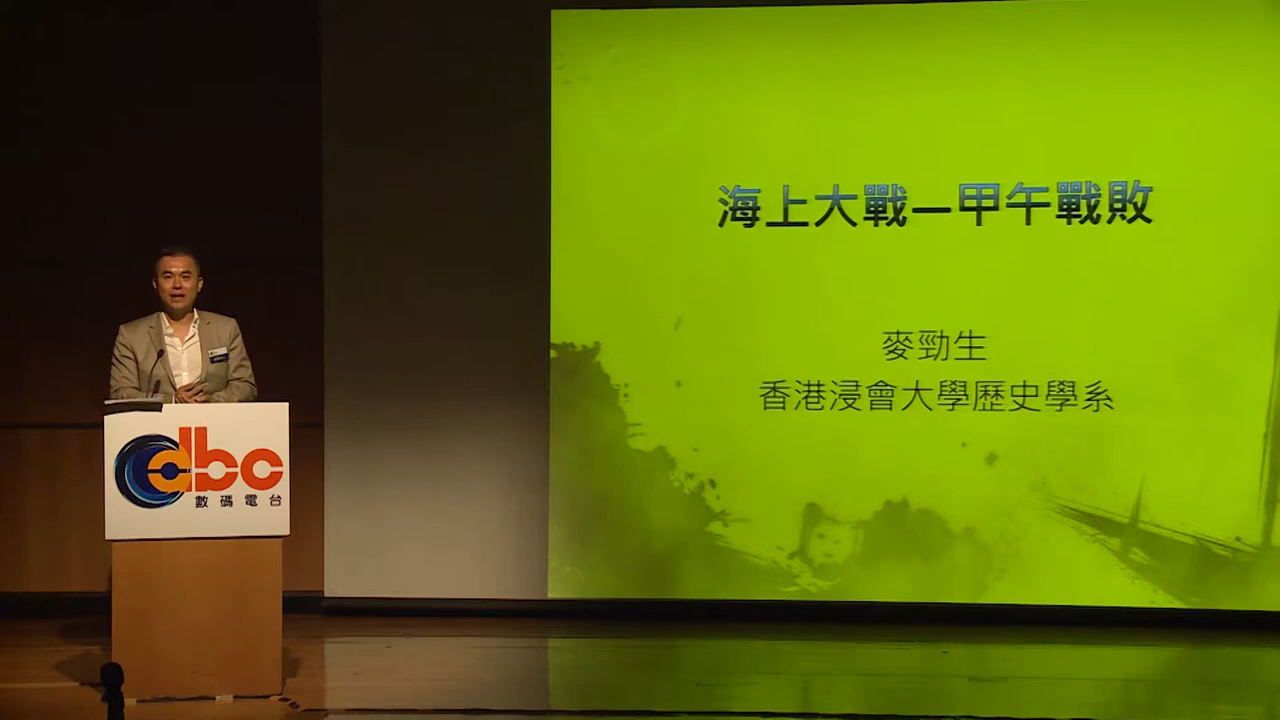 海上大戰—甲午戰敗
麥勁生
香港浸會大學歷史學系
dbc
數碼電台